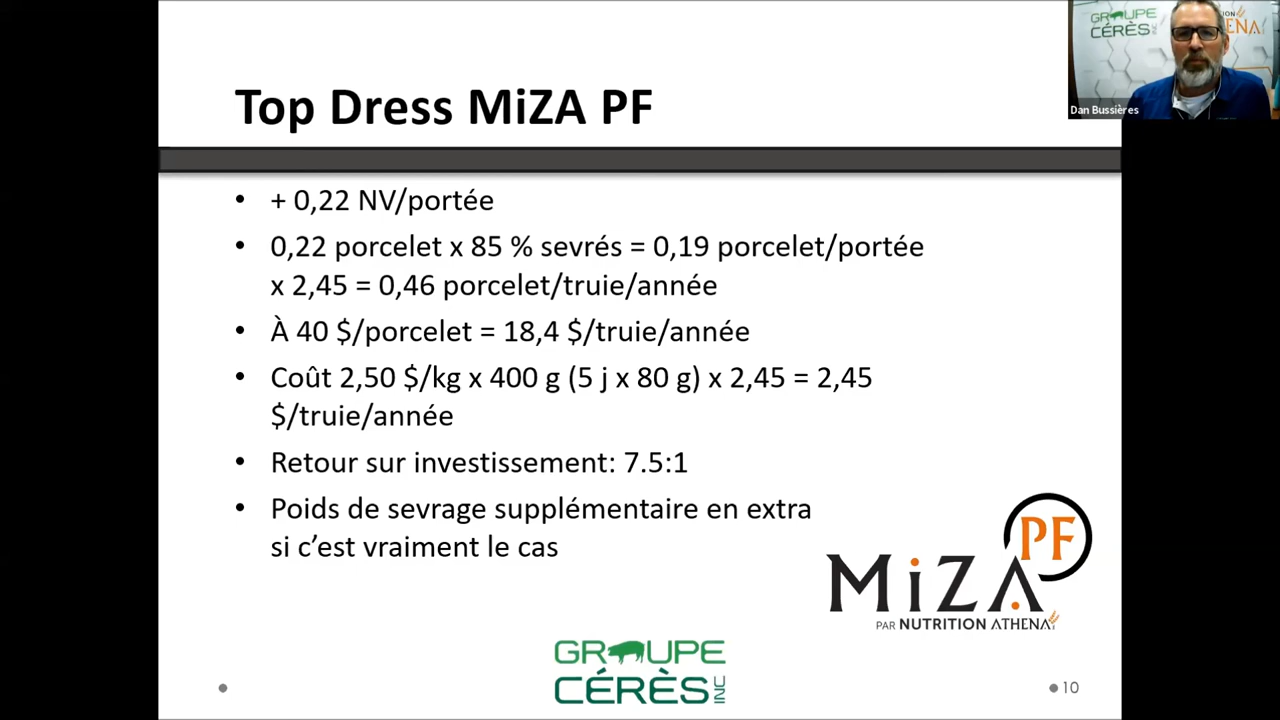 Top Dress MiZA PF
GROUPE
CÉRÈS INC
Dan Bussières
• + 0,22 NV/portée
• 0,22 porcelet x 85 % sevrés = 0,19 porcelet/portée
x 2,45 = 0,46 porcelet/truie/année
• À 40 $/porcelet = 18,4 $/truie/année
• Coût 2,50 $/kg x 400 g (5 j x 80 g) x 2,45 = 2,45
$/truie/année
• Retour sur investissement: 7.5:1
• Poids de sevrage supplémentaire en extra
si c’est vraiment le cas
PF
MiZA
PAR NUTRITION ATHENA
GROUPE
CÉRÈS INC
10